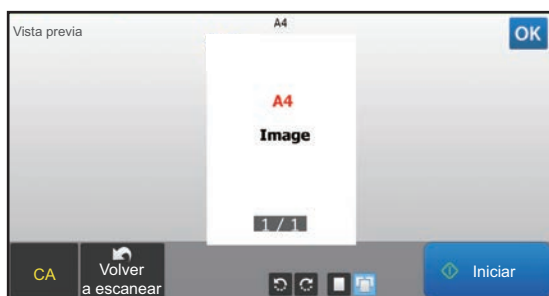 Vista previa
A4
OK
A4
Image
1 / 1
CA
Volver
a escanear
Iniciar